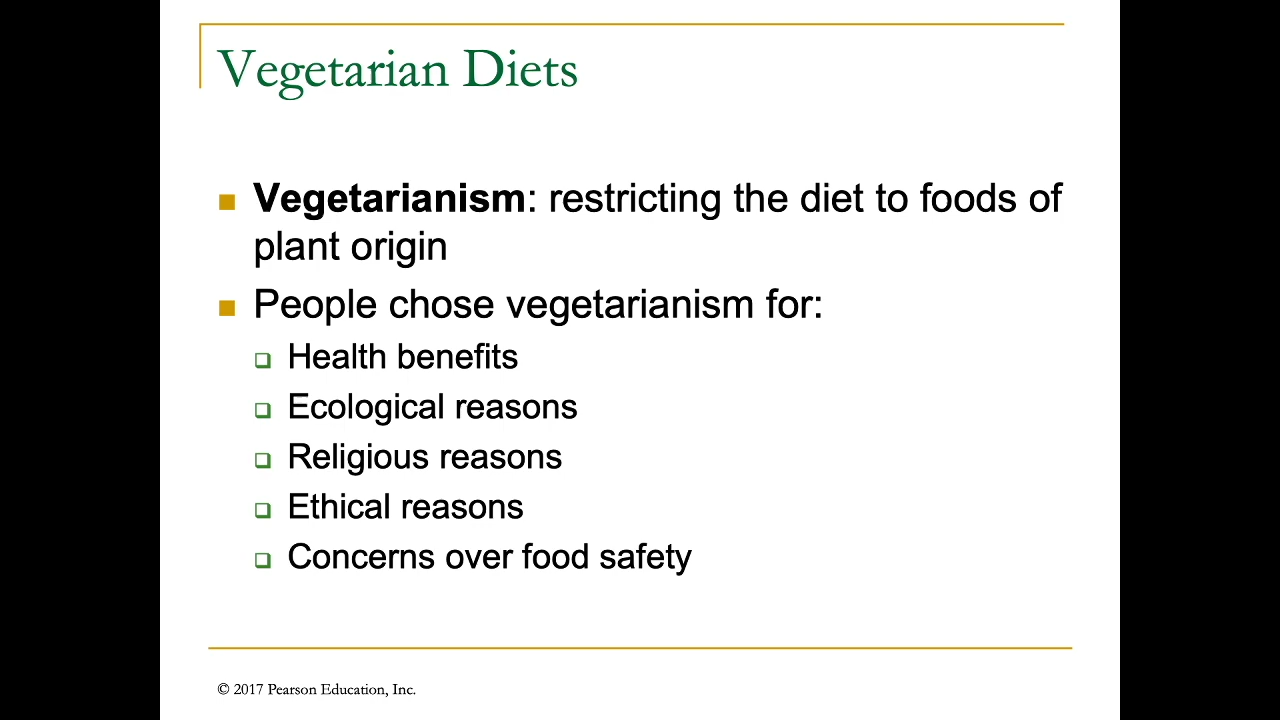 Vegetarian Diets
Vegetarianism: restricting the diet to foods of
plant origin
People chose vegetarianism for:
Health benefits
Ecological reasons
Religious reasons
Ethical reasons
Concerns over food safety
© 2017 Pearson Education, Inc.